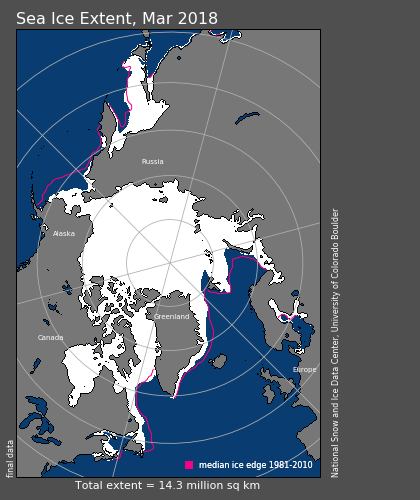 Sea Ice Extent, Mar 2018
Russia
Alaska
Greenland
Canada
Europe
median ice edge 1981-2010
Total extent = 14.3 million sq km
final data
National Snow and Ice Data Center, University of Colorado Boulder